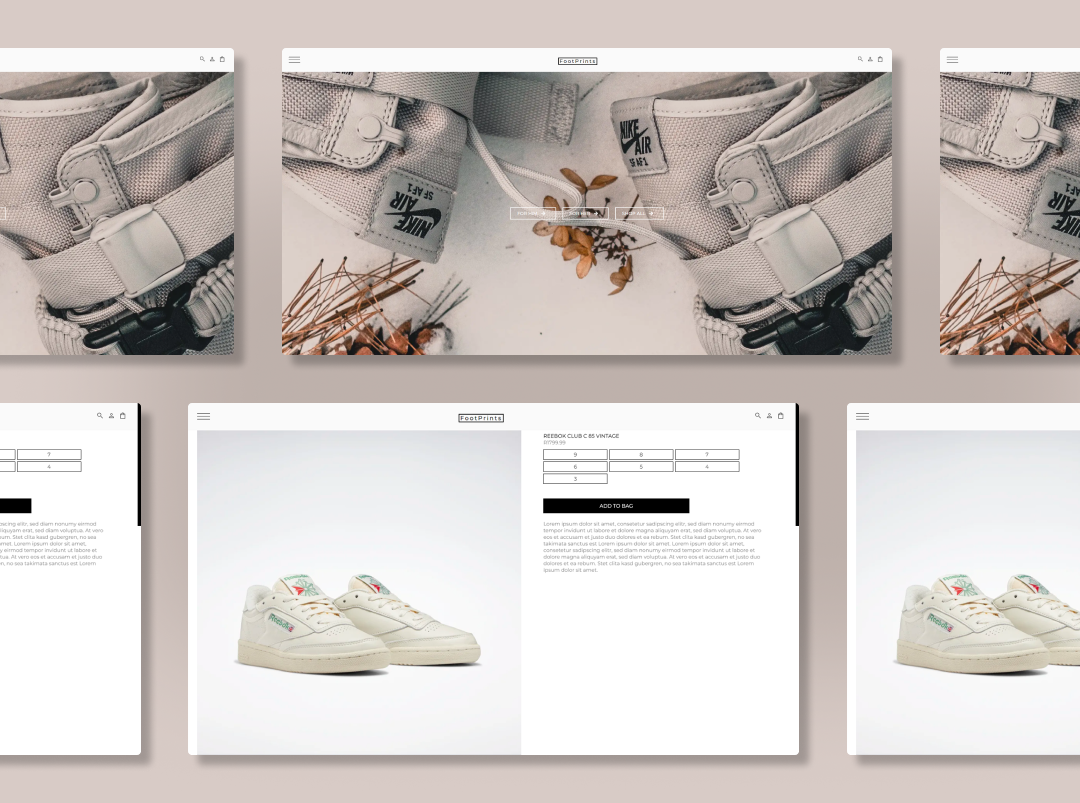 FootPrints
NIKE
AIR
SF AF1
NIKE
AIR
SF AF1
FOR HIM
FOR HER
SHOP ALL
FootPrints
REEBOX CLUB C 85 VINTAGE
R1799.99
9 8 7
6 5 4
3
ADD TO BAG
Lorem ipsum dolor sit amet, consetetur sadipscing elitr, sed diam nonumy eirmod
tempor invidunt ut labore et dolore magna aliquyam erat, sed diam voluptua. At vero
eos et accusam et justo duo dolores et ea rebum. Stet clita kasd gubergren, no sea
takimata sanctus est Lorem ipsum dolor sit amet. Lorem ipsum dolor sit amet,
consetetur sadipscing elitr, sed diam nonumy eirmod tempor invidunt ut labore et
dolore magna aliquyam erat, sed diam voluptua. At vero eos et accusam et justo duo
dolores et ea rebum. Stet clita kasd gubergren, no sea takimata sanctus est Lorem
ipsum dolor sit amet.
Reebok
7
4